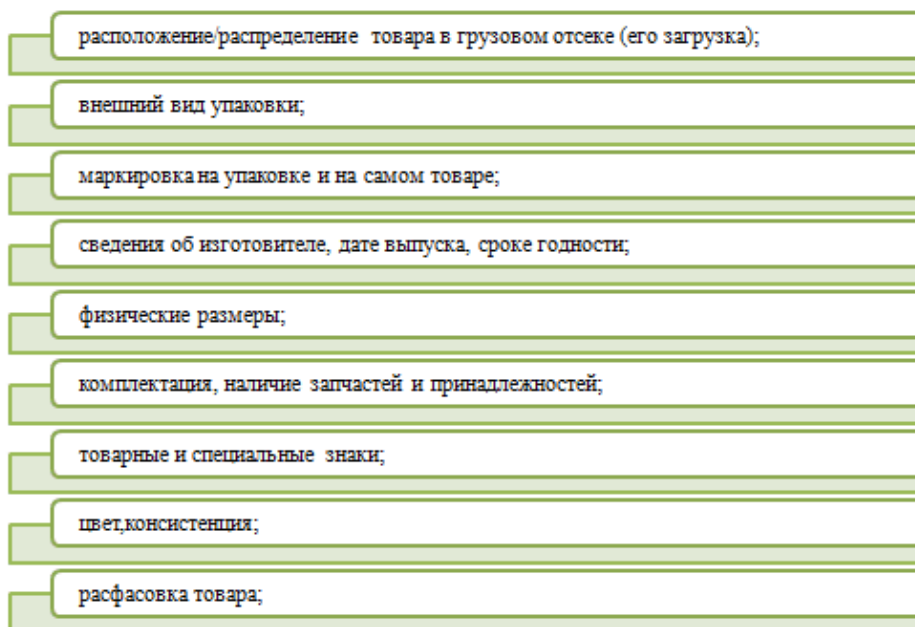 расположение/распределение товара в грузовом отсеке (его загрузка);
внешний вид упаковки;
маркировка на упаковке и на самом товаре;
сведения об изготовителе, дате выпуска, сроке годности;
физические размеры;
комплектация, наличие запчастей и принадлежностей;
товарные и специальные знаки;
цвет,консистенция;
расфасовка товара;